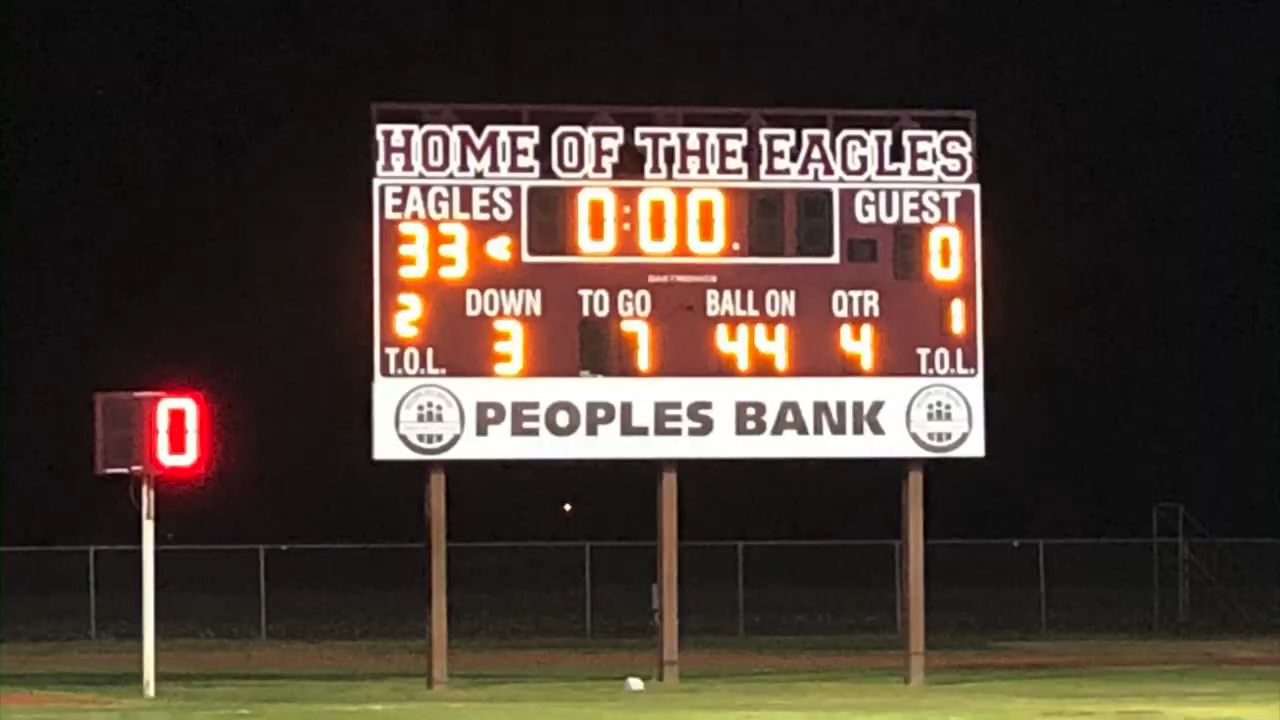 HOME OF THE EAGLES
EAGLES 0:00. GUEST
33 0
DOWN TO GO BALL ON QTR
2 3 7 44 4 1
T.O.L. T.O.L.
PEOPLES BANK
0